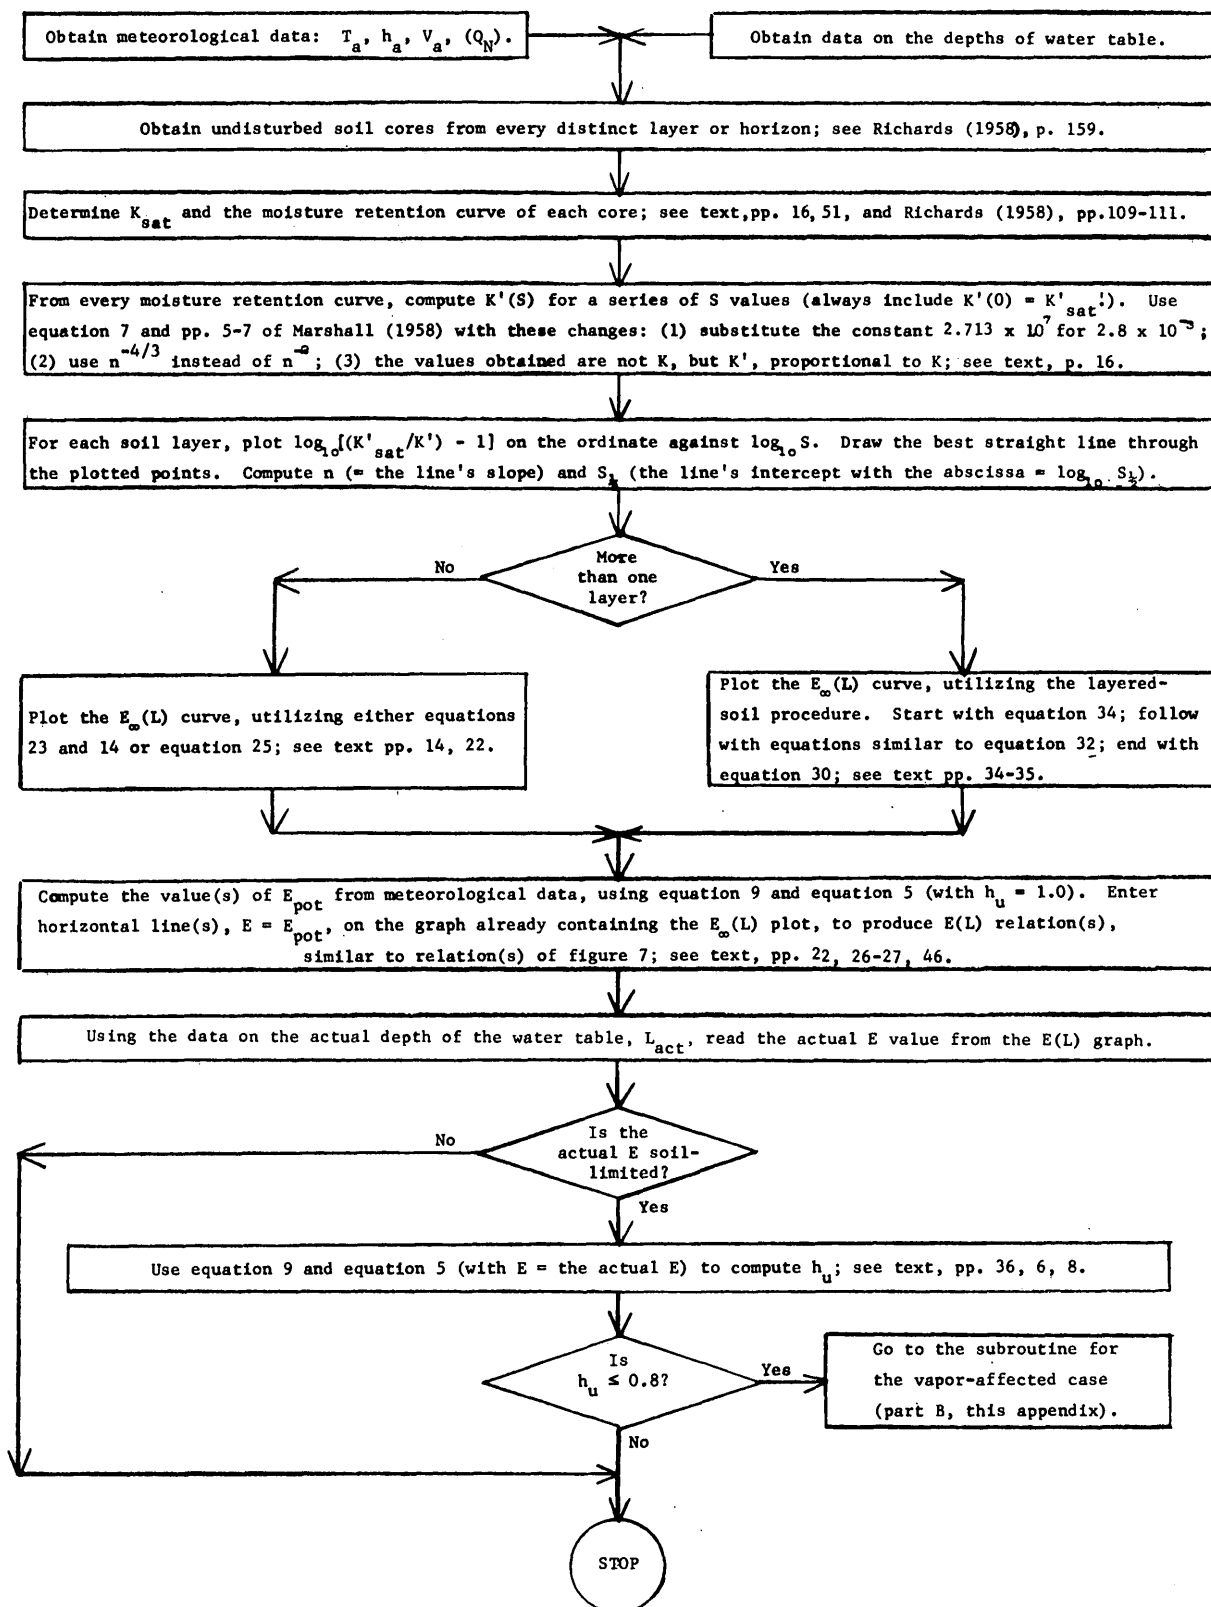 Obtain meteorological data: T_a, h_a, V_a, (Q_N).
Obtain data on the depths of water table.
Obtain undisturbed soil cores from every distinct layer or horizon; see Richards (1958), p. 159.
Determine K_sat and the moisture retention curve of each core; see text,pp. 16, 51, and Richards (1958), pp.109-111.
From every moisture retention curve, compute K'(S) for a series of S values (always include K'(0) = K'_sat!). Use
equation 7 and pp. 5-7 of Marshall (1958) with these changes: (1) substitute the constant 2.713 x 10^7 for 2.8 x 10^-3;
(2) use n^-4/3 instead of n^-2; (3) the values obtained are not K, but K', proportional to K; see text, p. 16.
For each soil layer, plot log_10[(K'_sat/K') - 1] on the ordinate against log_10 S. Draw the best straight line through
the plotted points. Compute n (= the line's slope) and S_½ (the line's intercept with the abscissa = log_10 S_½).
More
than one
layer?
No
Yes
Plot the E_∞(L) curve, utilizing either equations
23 and 14 or equation 25; see text pp. 14, 22.
Plot the E_∞(L) curve, utilizing the layered-
soil procedure. Start with equation 34; follow
with equations similar to equation 32; end with
equation 30; see text pp. 34-35.
Compute the value(s) of E_pot from meteorological data, using equation 9 and equation 5 (with h_u = 1.0). Enter
horizontal line(s), E = E_pot, on the graph already containing the E_∞(L) plot, to produce E(L) relation(s),
similar to relation(s) of figure 7; see text, pp. 22, 26-27, 46.
Using the data on the actual depth of the water table, L_act, read the actual E value from the E(L) graph.
Is the
actual E soil-
limited?
No
Yes
Use equation 9 and equation 5 (with E = the actual E) to compute h_u; see text, pp. 36, 6, 8.
Is
h_u ≤ 0.8?
Yes
No
Go to the subroutine for
the vapor-affected case
(part B, this appendix).
STOP